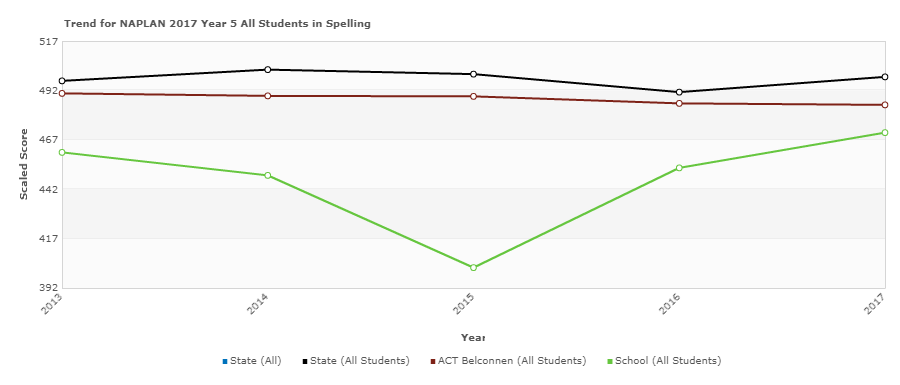 Trend for NAPLAN 2017 Year 5 All Students in Spelling
517
492
467
442
417
392
Scaled Score
2013
2014
2015
2016
2017
Year
State (All)
State (All Students)
ACT Belconnen (All Students)
School (All Students)